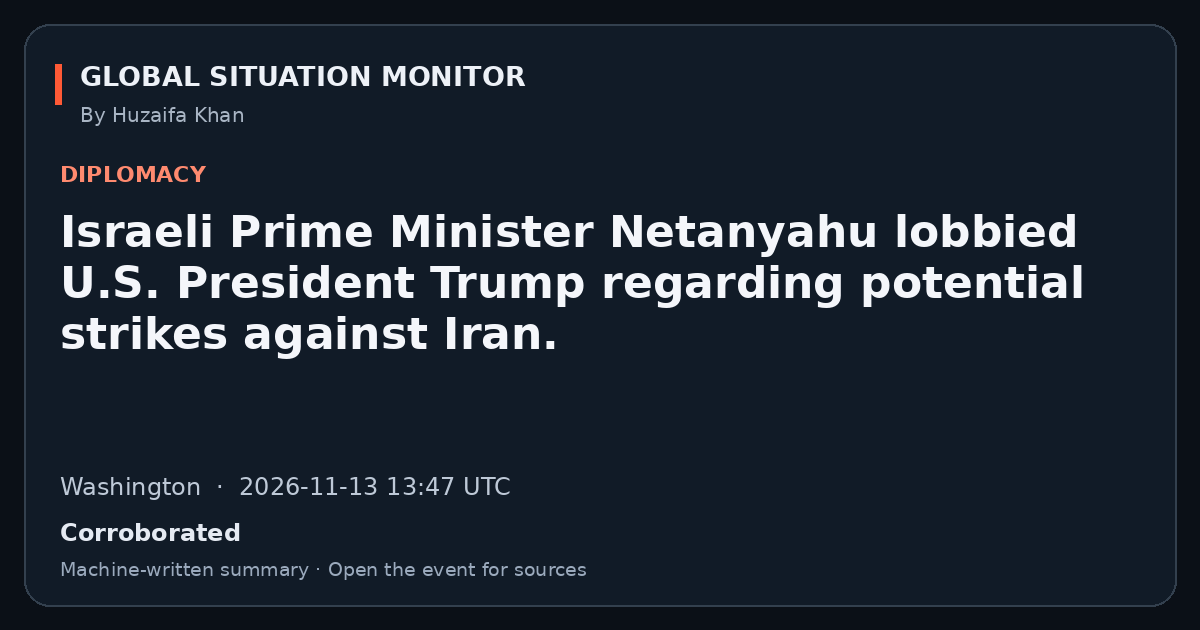 GLOBAL SITUATION MONITOR
By Huzaifa Khan
DIPLOMACY
Israeli Prime Minister Netanyahu lobbied
U.S. President Trump regarding potential
strikes against Iran.
Washington · 2026-11-13 13:47 UTC
Corroborated
Machine-written summary · Open the event for sources